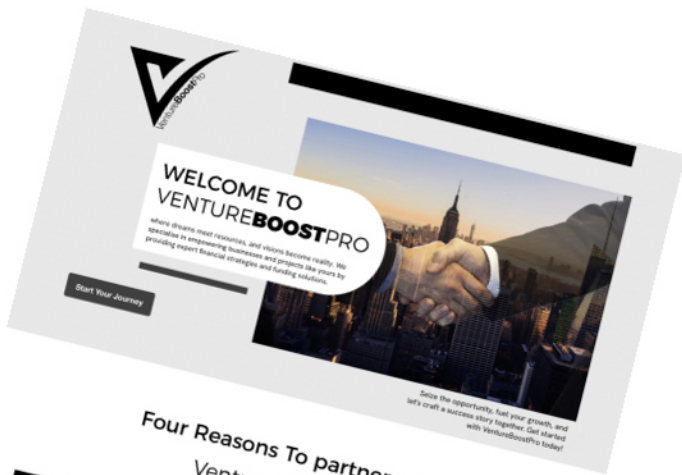 VentureBoostPro
WELCOME TO
VENTUREBOOSTPRO
where dreams meet resources, and visions become reality. We
specialise in empowering businesses and projects like yours by
providing expert financial strategies and funding solutions.
Start Your Journey
Seize the opportunity, fuel your growth, and
let's craft a success story together. Get started
with VentureBoostPro today!
Four Reasons To partner